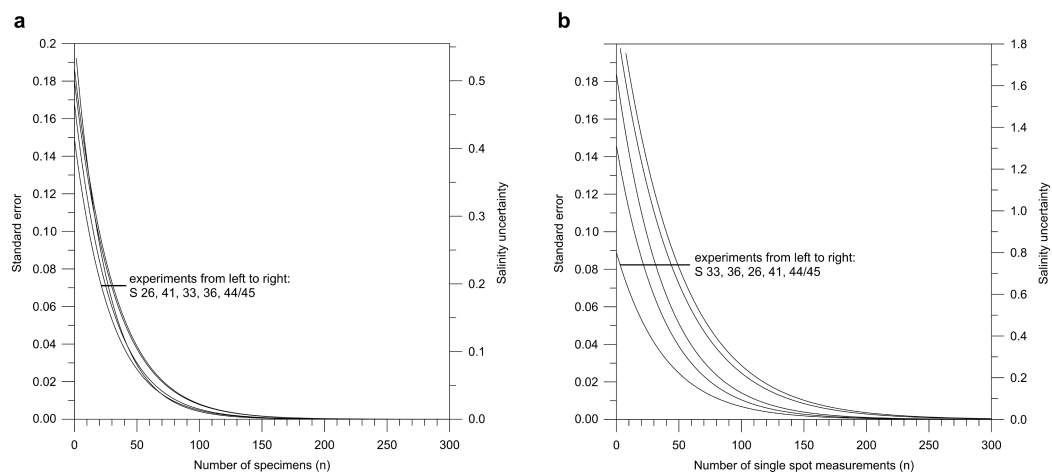 a
0.2
0.18
0.16
0.14
0.12
0.10
0.08
0.06
0.04
0.02
0.00
Standard error
0.5
0.4
0.3
0.2
0.1
0.0
Salinity uncertainty
experiments from left to right:
S 26, 41, 33, 36, 44/45
0 50 100 150 200 250 300
Number of specimens (n)
b
0.18
0.16
0.14
0.12
0.10
0.08
0.06
0.04
0.02
0.00
Standard error
1.8
1.6
1.4
1.2
1.0
0.8
0.6
0.4
0.2
0.0
Salinity uncertainty
experiments from left to right:
S 33, 36, 26, 41, 44/45
0 50 100 150 200 250 300
Number of single spot measurements (n)